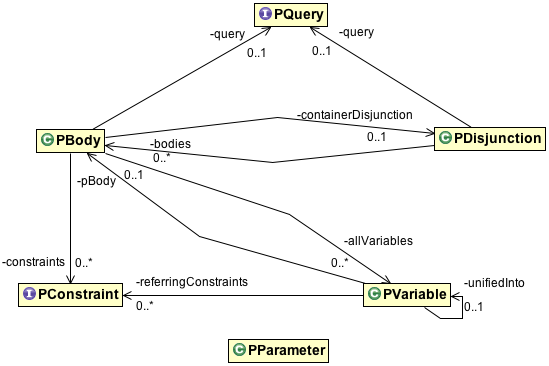 I PQuery
-query
-query
0..1
0..1
-containerDisjunction
C PBody
-bodies
0..1
C PDisjunction
0..*
-pBody
0..1
-allVariables
-constraints
0..*
0..*
-referringConstraints
-unifiedInto
I PConstraint
0..*
C PVariable
0..1
C PParameter